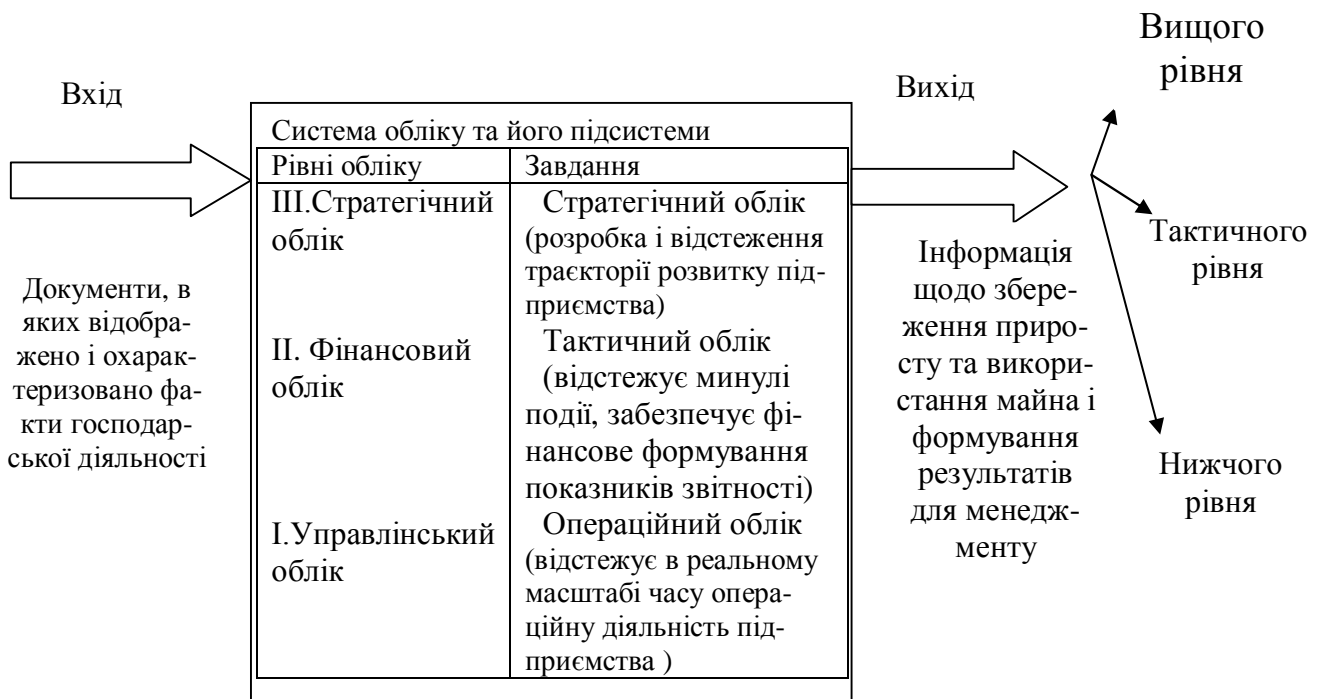 Вхід
Документи, в
яких відобра-
жено і охарак-
теризовано фа-
кти господар-
ської діяльності
Система обліку та його підсистеми
Рівні обліку
Завдання
III.Стратегічний
облік
Стратегічний облік
(розробка і відстеження
траєкторії розвитку під-
приємства)
II. Фінансовий
облік
Тактичний облік
(відстежує минулі
події, забезпечує фі-
нансове формування
показників звітності)
I.Управлінський
облік
Операційний облік
(відстежує в реальному
масштабі часу опера-
ційну діяльність під-
приємства )
Вихід
Інформація
щодо збере-
ження приро-
сту та викори-
стання майна і
формування
результатів
для менедж-
менту
Вищого
рівня
Тактичного
рівня
Нижчого
рівня